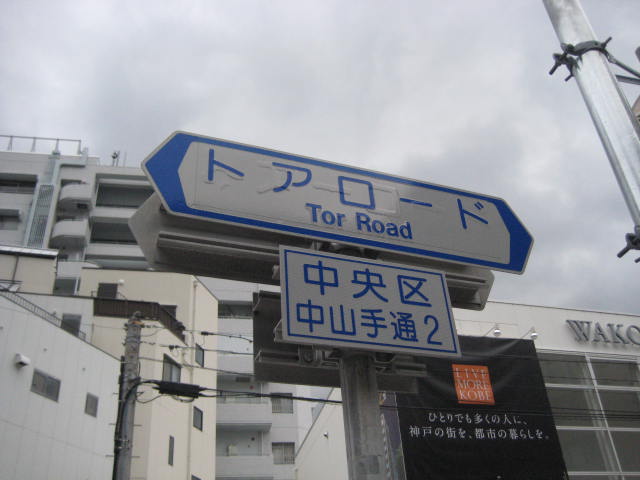 トアロード
Tor Road
中央区
中山手通2
WAKO
LIVE
MORE
KOBE
ひとりでも多くの人に、
神戸の街を、都市の暮らしを。